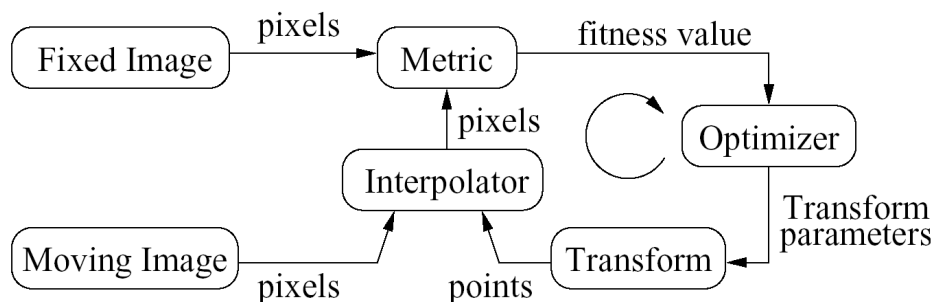 pixels
fitness value
Fixed Image
Metric
pixels
Optimizer
Interpolator
Transform
parameters
Moving Image
Transform
pixels
points